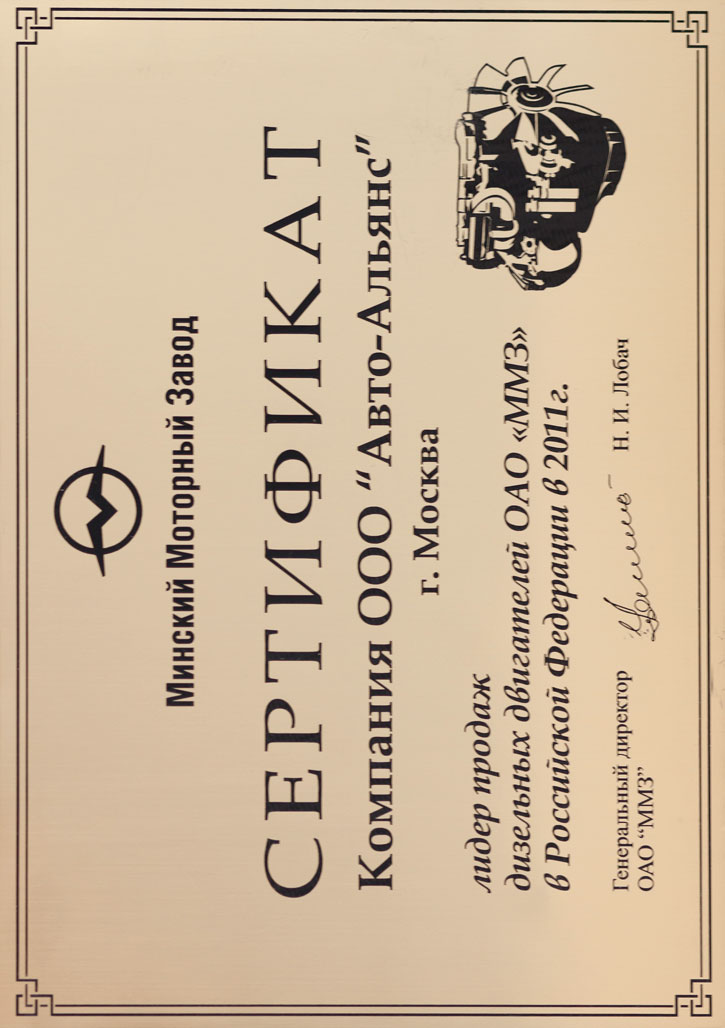 Минский Моторный Завод
СЕРТИФИКАТ
Компания ООО “Авто-Альянс”
г. Москва
лидер продаж
дизельных двигателей ОАО «ММЗ»
в Российской Федерации в 2011г.
Генеральный директор
ОАО “ММЗ”
Н. И. Лобач